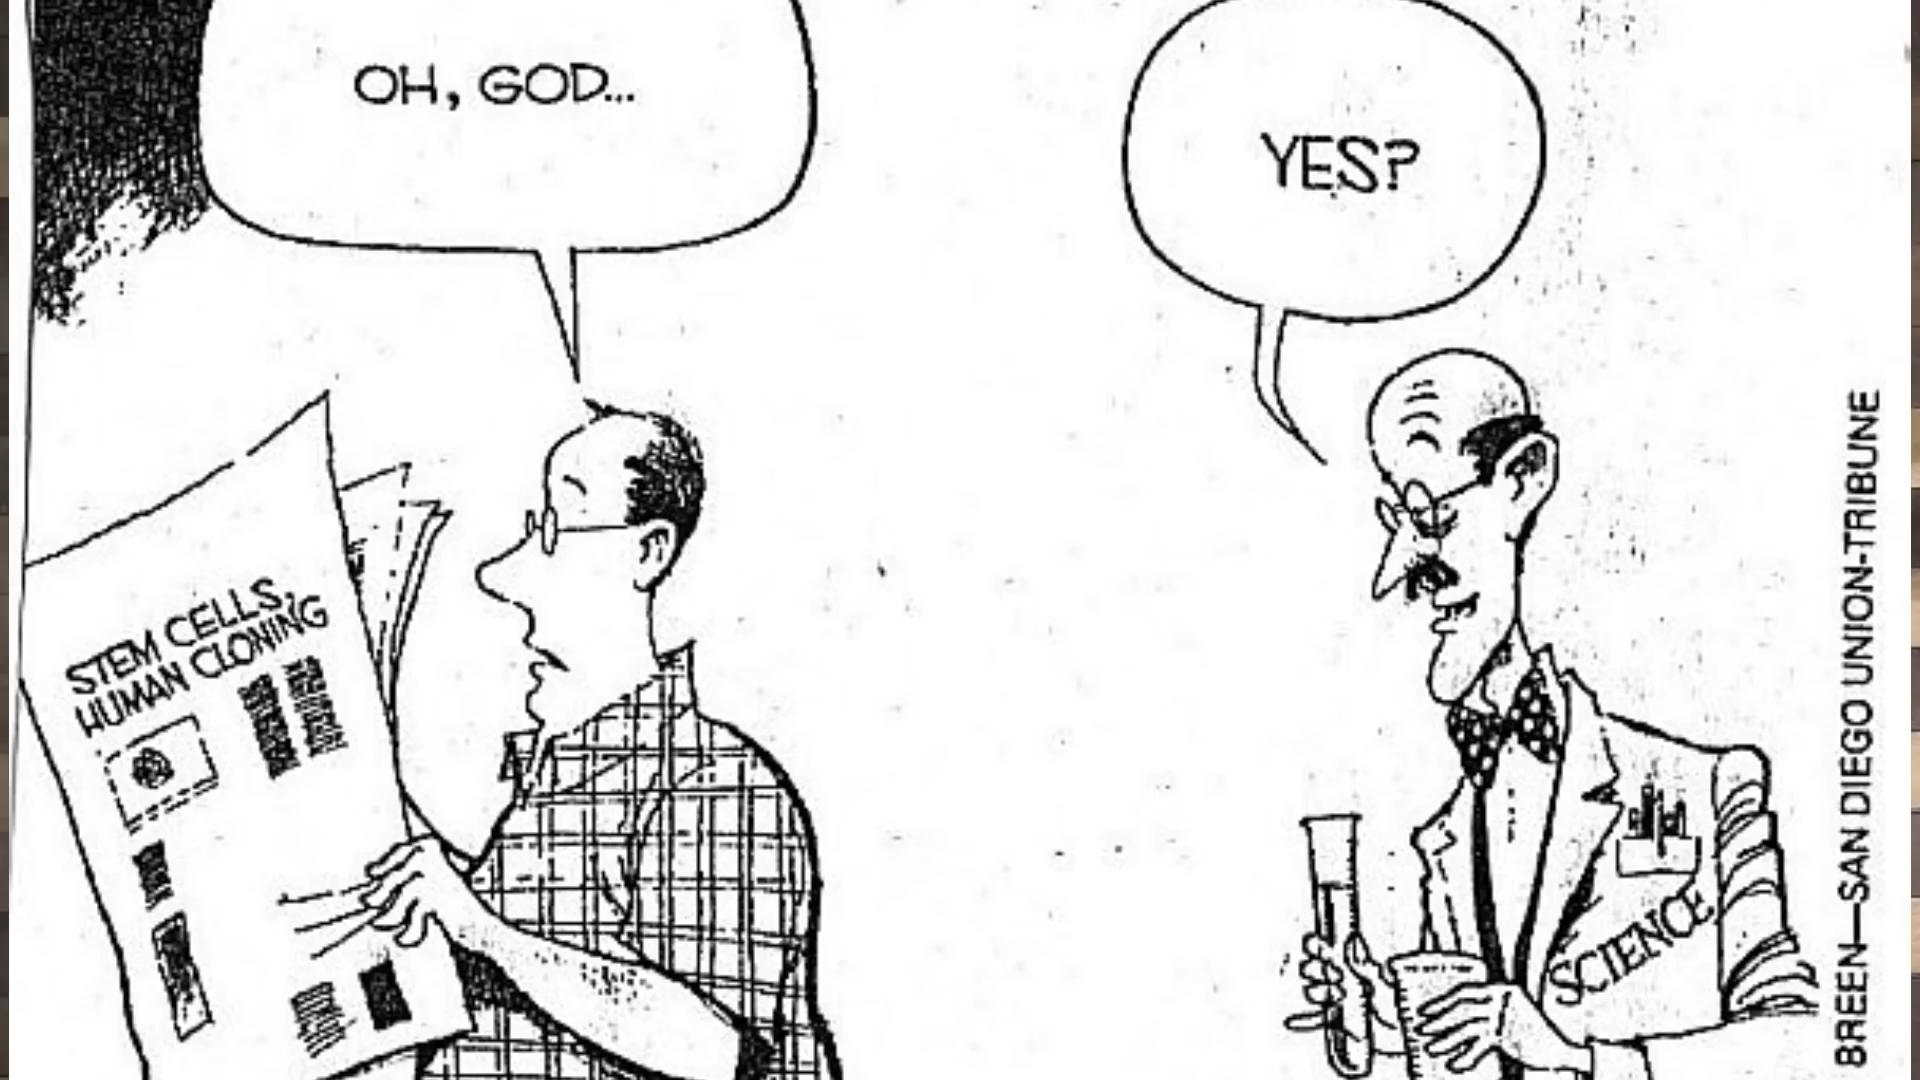 OH, GOD...
YES?
STEM CELLS,
HUMAN CLONING
SCIENCE
BREEN—SAN DIEGO UNION-TRIBUNE